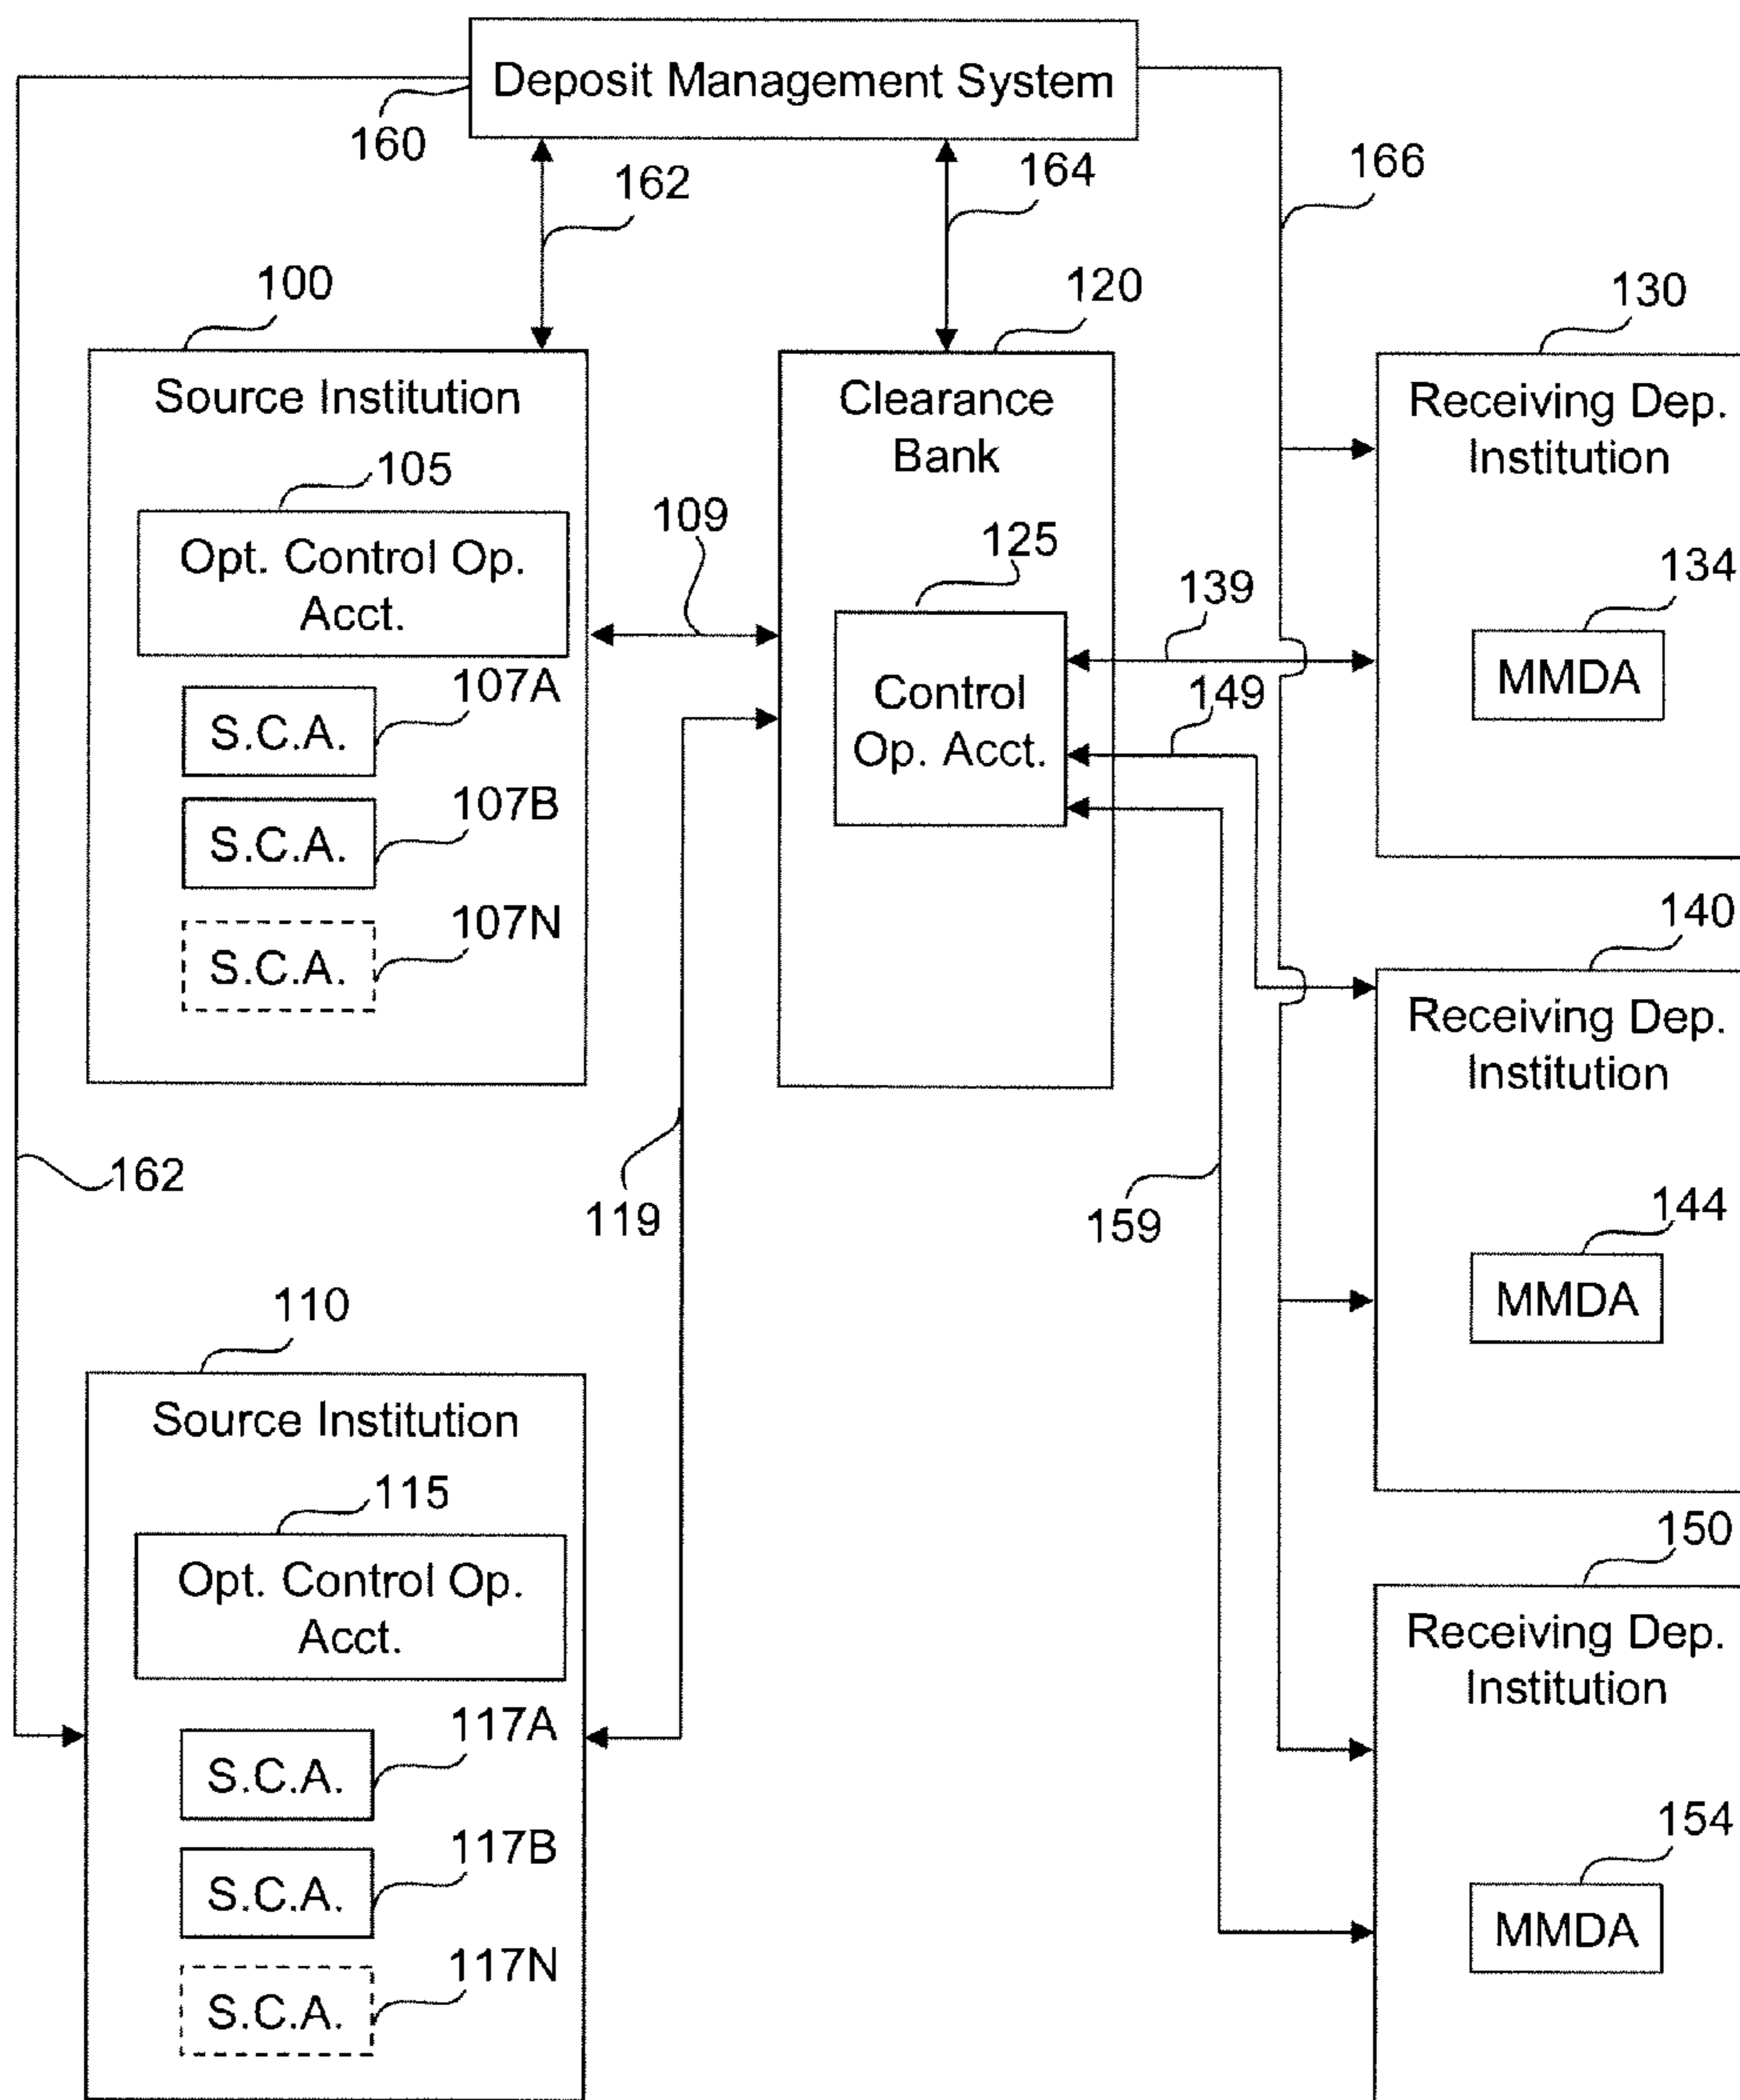 Deposit Management System
160
162
164
166
100
120
130
Source Institution
Clearance
Bank
Receiving Dep.
Institution
105
Opt. Control Op.
Acct.
109
125
Control
Op. Acct.
139
134
MMDA
107A
S.C.A.
149
107B
S.C.A.
107N
S.C.A.
140
Receiving Dep.
Institution
162
119
159
144
MMDA
110
Source Institution
115
Opt. Control Op.
Acct.
150
Receiving Dep.
Institution
117A
S.C.A.
117B
S.C.A.
154
MMDA
117N
S.C.A.